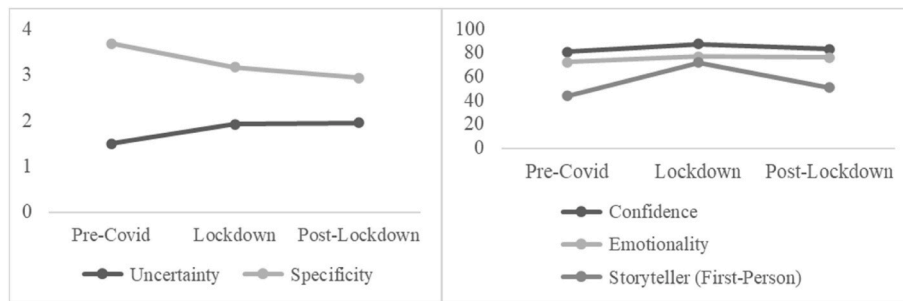 4
3
2
1
0
Pre-Covid Lockdown Post-Lockdown
Uncertainty Specificity
100
80
60
40
20
0
Pre-Covid Lockdown Post-Lockdown
Confidence
Emotionality
Storyteller (First-Person)